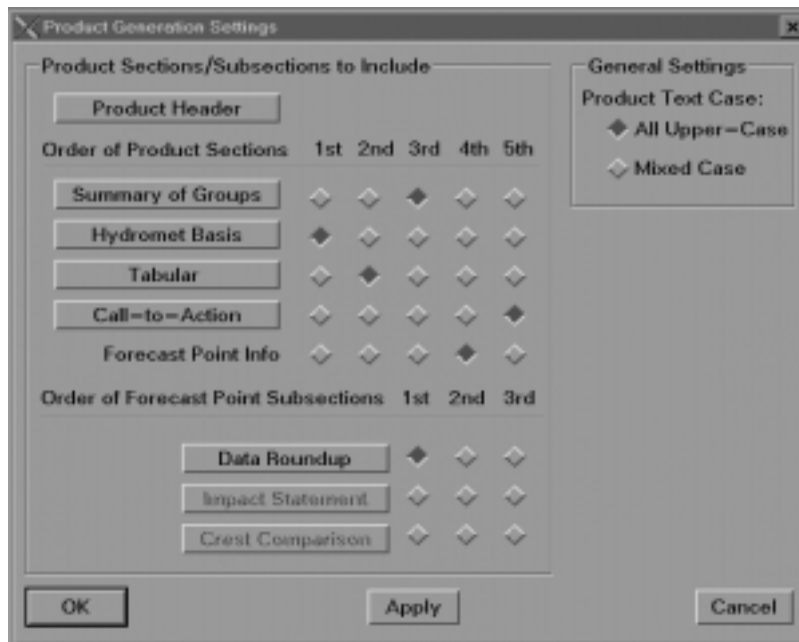 Product Generation Settings
Product Sections/Subsections to Include
Product Header
Order of Product Sections 1st 2nd 3rd 4th 5th
Summary of Groups
Hydromet Basis
Tabular
Call-to-Action
Forecast Point Info
Order of Forecast Point Subsections 1st 2nd 3rd
Data Roundup
Impact Statement
Crest Comparison
General Settings
Product Text Case:
All Upper-Case
Mixed Case
OK Apply Cancel